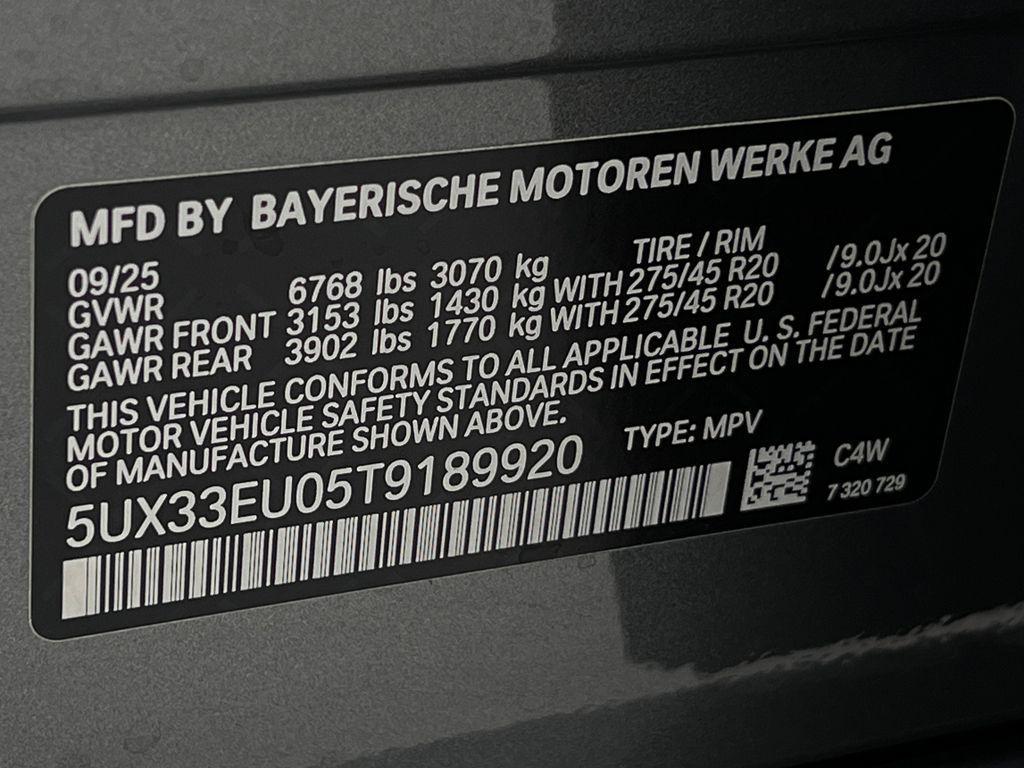 MFD BY BAYERISCHE MOTOREN WERKE AG
09/25 TIRE / RIM
GVWR 6768 lbs 3070 kg
GAWR FRONT 3153 lbs 1430 kg WITH 275/45 R20 /9.0Jx 20
GAWR REAR 3902 lbs 1770 kg WITH 275/45 R20 /9.0Jx 20
THIS VEHICLE CONFORMS TO ALL APPLICABLE U. S. FEDERAL
MOTOR VEHICLE SAFETY STANDARDS IN EFFECT ON THE DATE
OF MANUFACTURE SHOWN ABOVE.
5UX33EU05T9189920 TYPE: MPV
C4W
7 320 729